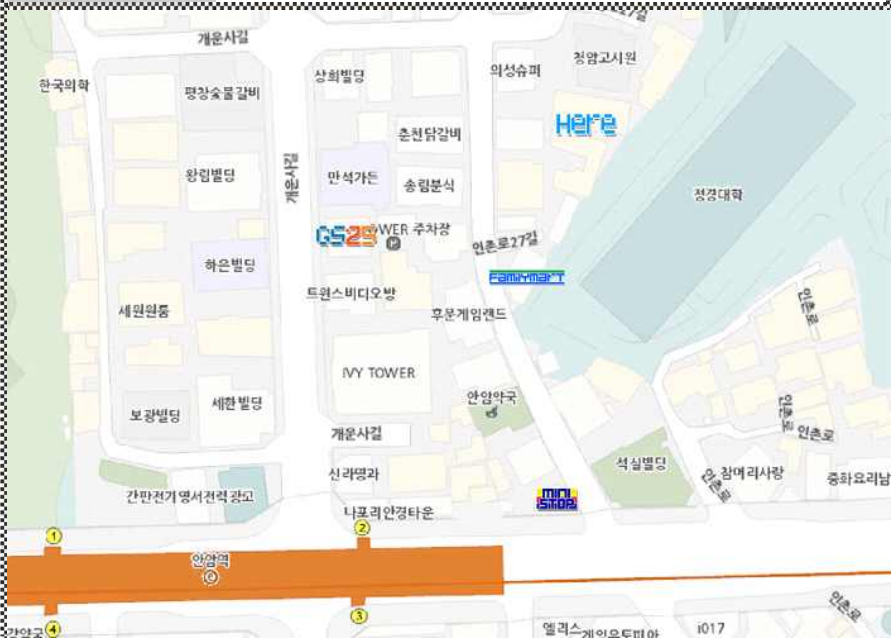 개운사길
한국의학
평창숯불갈비
상희빌딩
의성슈퍼
청암고시원
Here
춘천닭갈비
왕림빌딩
개운사길
만석가든
송림분식
정경대학
GS25
OWER 주차장
P
인촌로27길
하은빌딩
FamilyMart
트윈스비디오방
세원원룸
후문게임랜드
인촌로
IVY TOWER
안암약국
보광빌딩
세한빌딩
인촌로
인촌로
개운사길
석실빌딩
신라명과
참머리사랑
인촌로
중화요리남
간판전기영서전력광고
MINI
STOP
나포리안경타운
1
2
안암역
4
3
엘리스
i017
인촌로